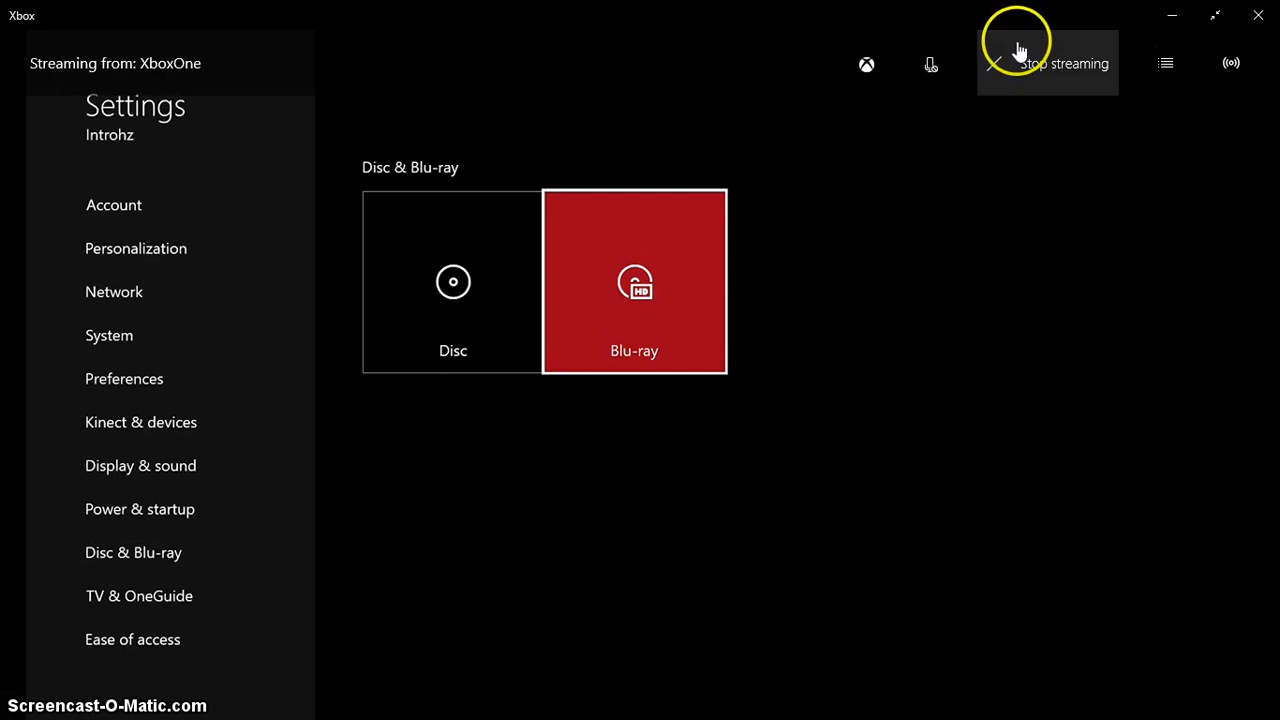 Xbox
Streaming from: XboxOne
Stop streaming
Settings
Introhz
Account
Personalization
Network
System
Preferences
Kinect & devices
Display & sound
Power & startup
Disc & Blu-ray
TV & OneGuide
Ease of access
Disc & Blu-ray
Disc
HD
Blu-ray
Screencast-O-Matic.com